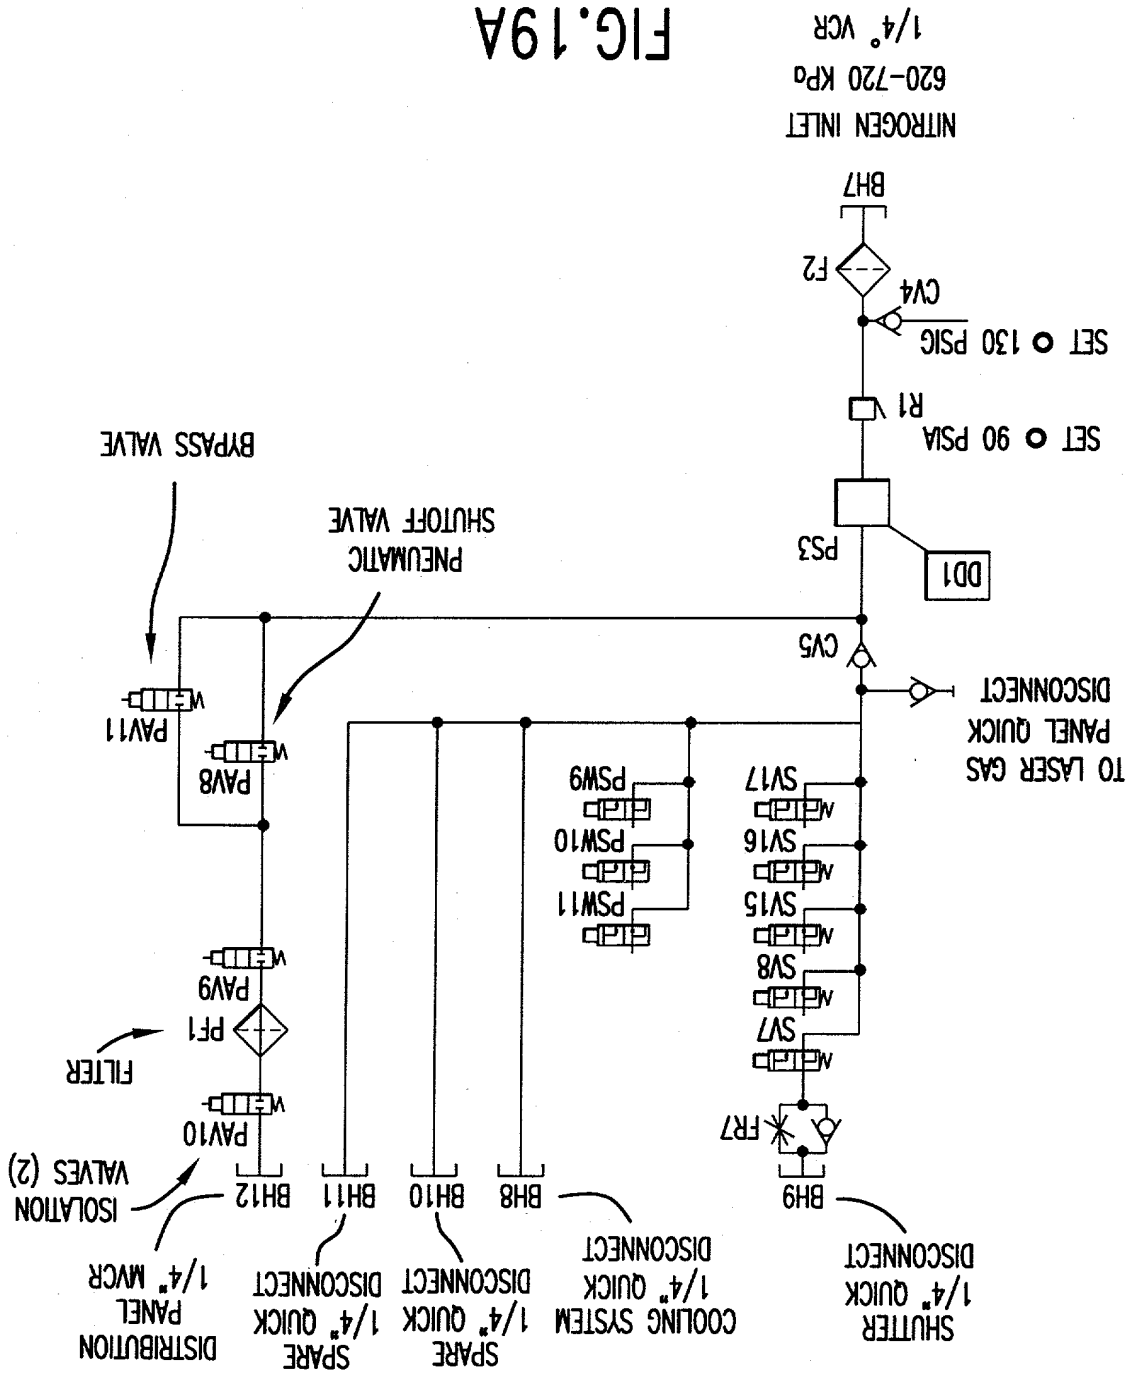 SHUTTER
1/4" QUICK
DISCONNECT
COOLING SYSTEM
1/4" QUICK
DISCONNECT
SPARE
1/4" QUICK
DISCONNECT
SPARE
1/4" QUICK
DISCONNECT
DISTRIBUTION
PANEL
1/4" MVCR
BH9
BH8
BH10
BH11
BH12
ISOLATION
VALVES (2)
FR7
PAV10
FILTER
SV7
PF1
SV8
PAV9
SV15
PSW11
SV16
PSW10
SV17
PSW9
TO LASER GAS
PANEL QUICK
DISCONNECT
PAV8
PAV11
CV5
DD1
PS3
PNEUMATIC
SHUTOFF VALVE
BYPASS VALVE
SET O 90 PSIA
R1
SET O 130 PSIG
CV4
F2
BH7
NITROGEN INLET
620-720 KPa
1/4° VCR
FIG.19A